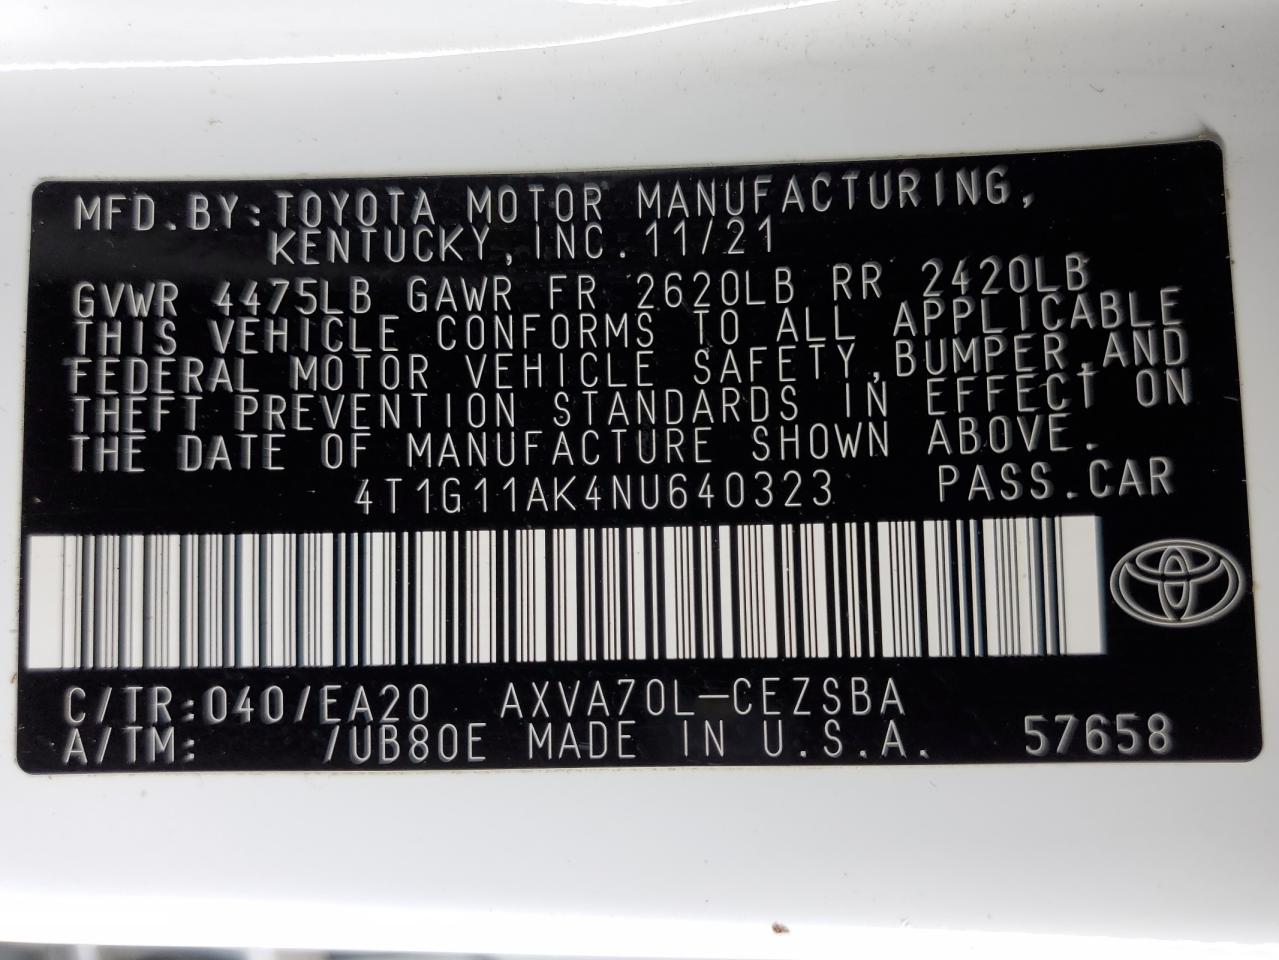 MFD.BY:TOYOTA MOTOR MANUFACTURING,
KENTUCKY,INC. 11/21
GVWR 4475LB GAWR FR 2620LB RR 2420LB
THIS VEHICLE CONFORMS TO ALL APPLICABLE
FEDERAL MOTOR VEHICLE SAFETY,BUMPER,AND
THEFT PREVENTION STANDARDS IN EFFECT ON
THE DATE OF MANUFACTURE SHOWN ABOVE.
4T1G11AK4NU640323 PASS.CAR
C/TR:040/EA20 AXVA70L-CEZSBA
A/TM: /UB80E MADE IN U.S.A. 57658